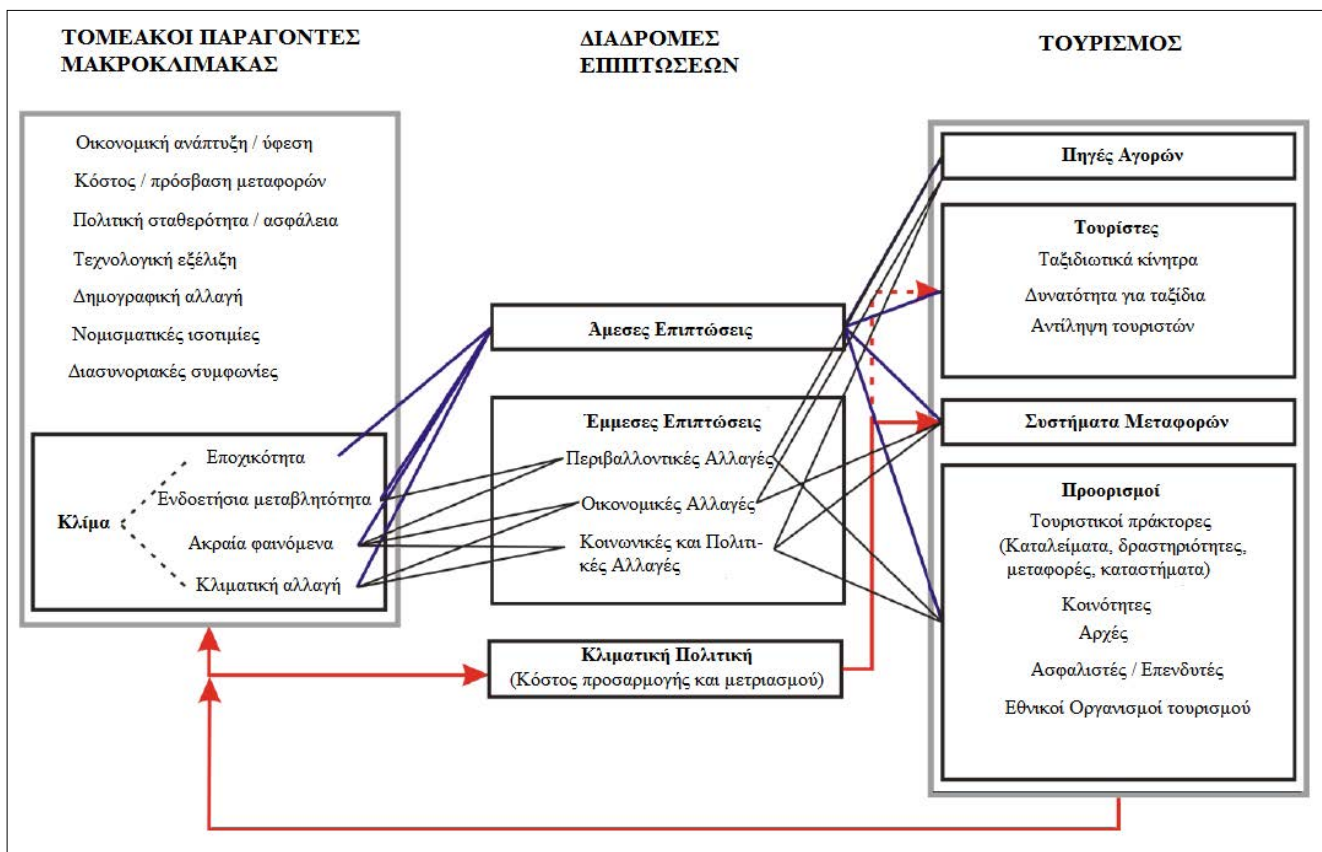 ΤΟΜΕΑΚΟΙ ΠΑΡΑΓΟΝΤΕΣ
ΜΑΚΡΟΚΛΙΜΑΚΑΣ
Οικονομική ανάπτυξη / ύφεση
Κόστος / πρόσβαση μεταφορών
Πολιτική σταθερότητα / ασφάλεια
Τεχνολογική εξέλιξη
Δημογραφική αλλαγή
Νομισματικές ισοτιμίες
Διασυνοριακές συμφωνίες
Κλίμα
Εποχικότητα
Ενδοετήσια μεταβλητότητα
Ακραία φαινόμενα
Κλιματική αλλαγή
ΔΙΑΔΡΟΜΕΣ
ΕΠΙΠΤΩΣΕΩΝ
Άμεσες Επιπτώσεις
Έμμεσες Επιπτώσεις
Περιβαλλοντικές Αλλαγές
Οικονομικές Αλλαγές
Κοινωνικές και Πολιτι-
κές Αλλαγές
Κλιματική Πολιτική
(Κόστος προσαρμογής και μετριασμού)
ΤΟΥΡΙΣΜΟΣ
Πηγές Αγορών
Τουρίστες
Ταξιδιωτικά κίνητρα
Δυνατότητα για ταξίδια
Αντίληψη τουριστών
Συστήματα Μεταφορών
Προορισμοί
Τουριστικοί πράκτορες
(Καταλείματα, δραστηριότητες,
μεταφορές, καταστήματα)
Κοινότητες
Αρχές
Ασφαλιστές / Επενδυτές
Εθνικοί Οργανισμοί τουρισμού